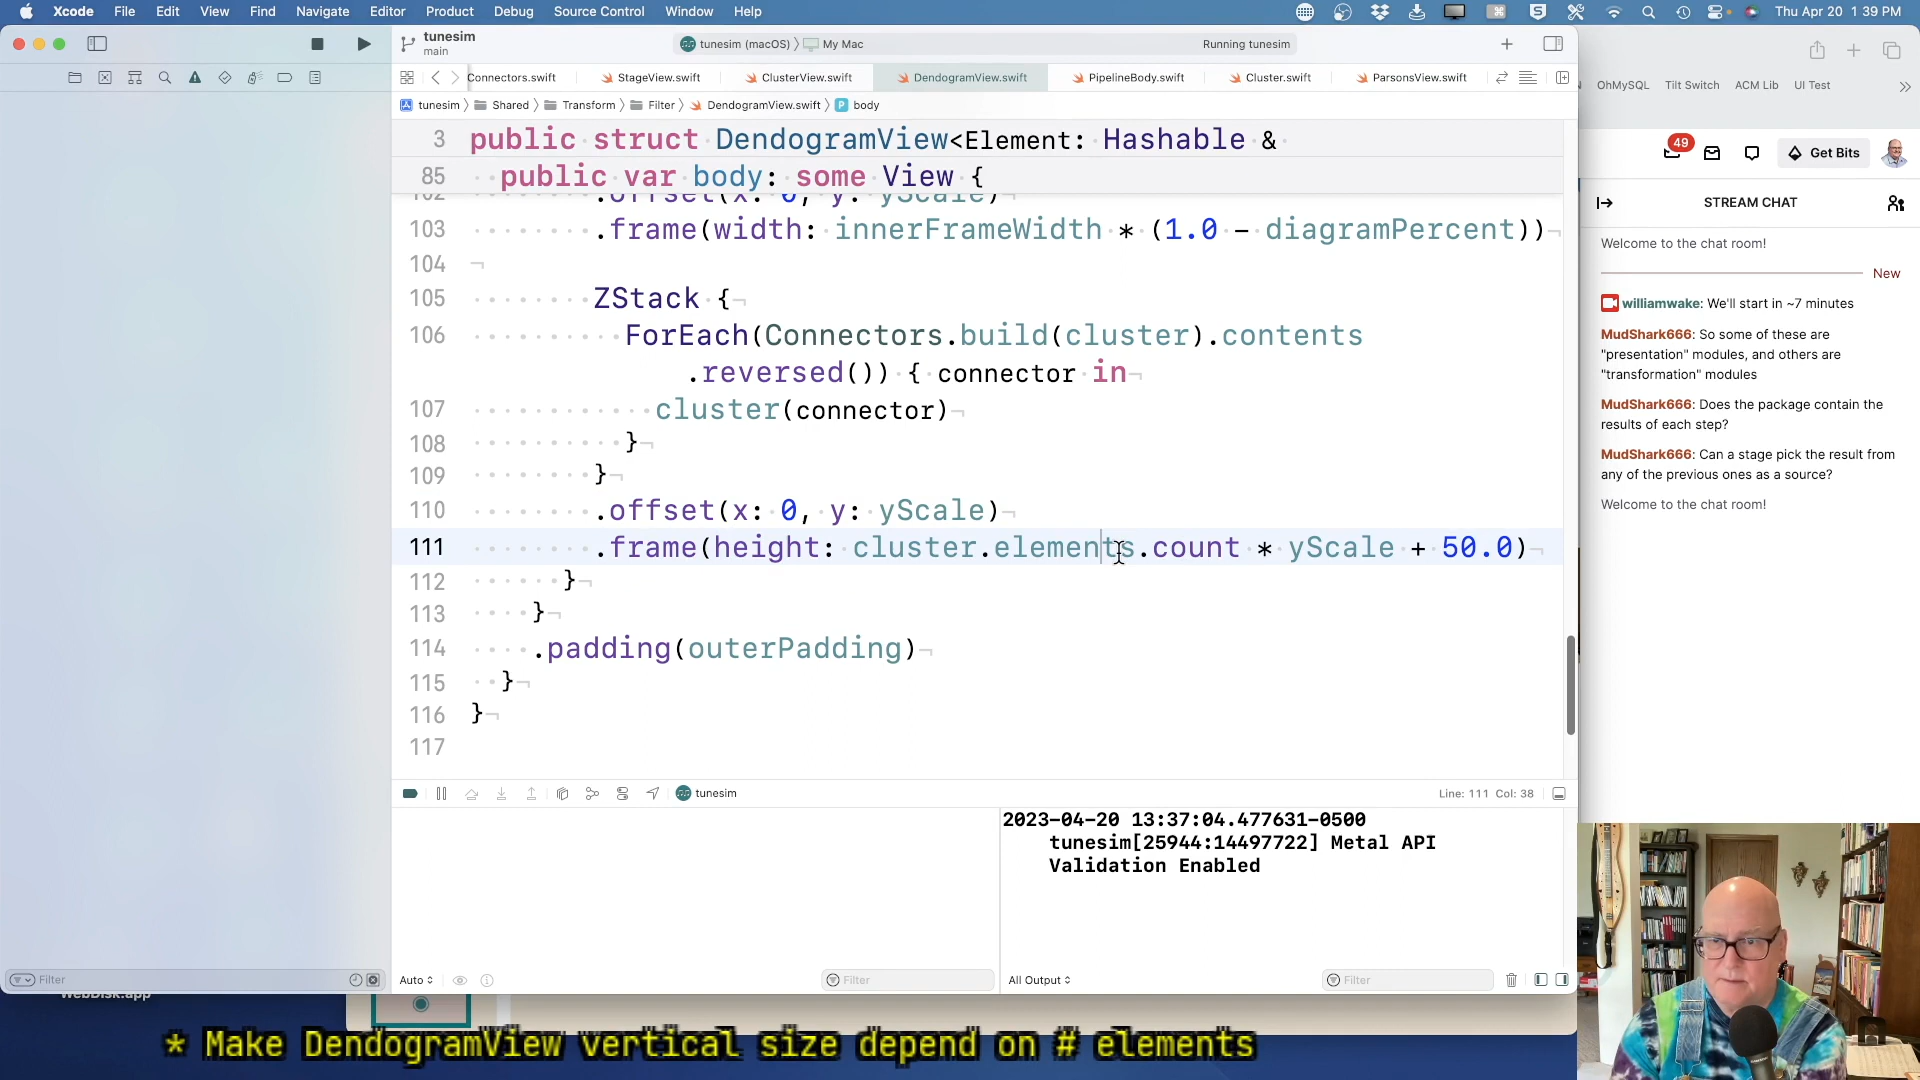 Xcode File Edit View Find Navigate Editor Product Debug Source Control Window Help
Thu Apr 20 1:39 PM
tunesim
main
tunesim (macOS) 〉 My Mac
Running tunesim
Connectors.swift StageView.swift ClusterView.swift DendogramView.swift PipelineBody.swift Cluster.swift ParsonsView.swift
tunesim 〉 Shared 〉 Transform 〉 Filter 〉 DendogramView.swift 〉 P body
3 public struct DendogramView<Element: Hashable &
85 public var body: some View {
102 .offset(x: 0, y: yScale)
103 .frame(width: innerFrameWidth * (1.0 - diagramPercent))
104
105 ZStack {
106 ForEach(Connectors.build(cluster).contents
.reversed()) { connector in
107 cluster(connector)
108 }
109 }
110 .offset(x: 0, y: yScale)
111 .frame(height: cluster.elements.count * yScale + 50.0)
112 }
113 }
114 .padding(outerPadding)
115 }
116 }
117
tunesim
Line: 111 Col: 38
2023-04-20 13:37:04.477631-0500
tunesim[25944:14497722] Metal API
Validation Enabled
Filter
Auto
Filter
All Output
Filter
WebDisk.app
* Make DendogramView vertical size depend on # elements
OhMySQL Tilt Switch ACM Lib UI Test
49
Get Bits
STREAM CHAT
Welcome to the chat room!
New
williamwake: We'll start in ~7 minutes
MudShark666: So some of these are
"presentation" modules, and others are
"transformation" modules
MudShark666: Does the package contain the
results of each step?
MudShark666: Can a stage pick the result from
any of the previous ones as a source?
Welcome to the chat room!